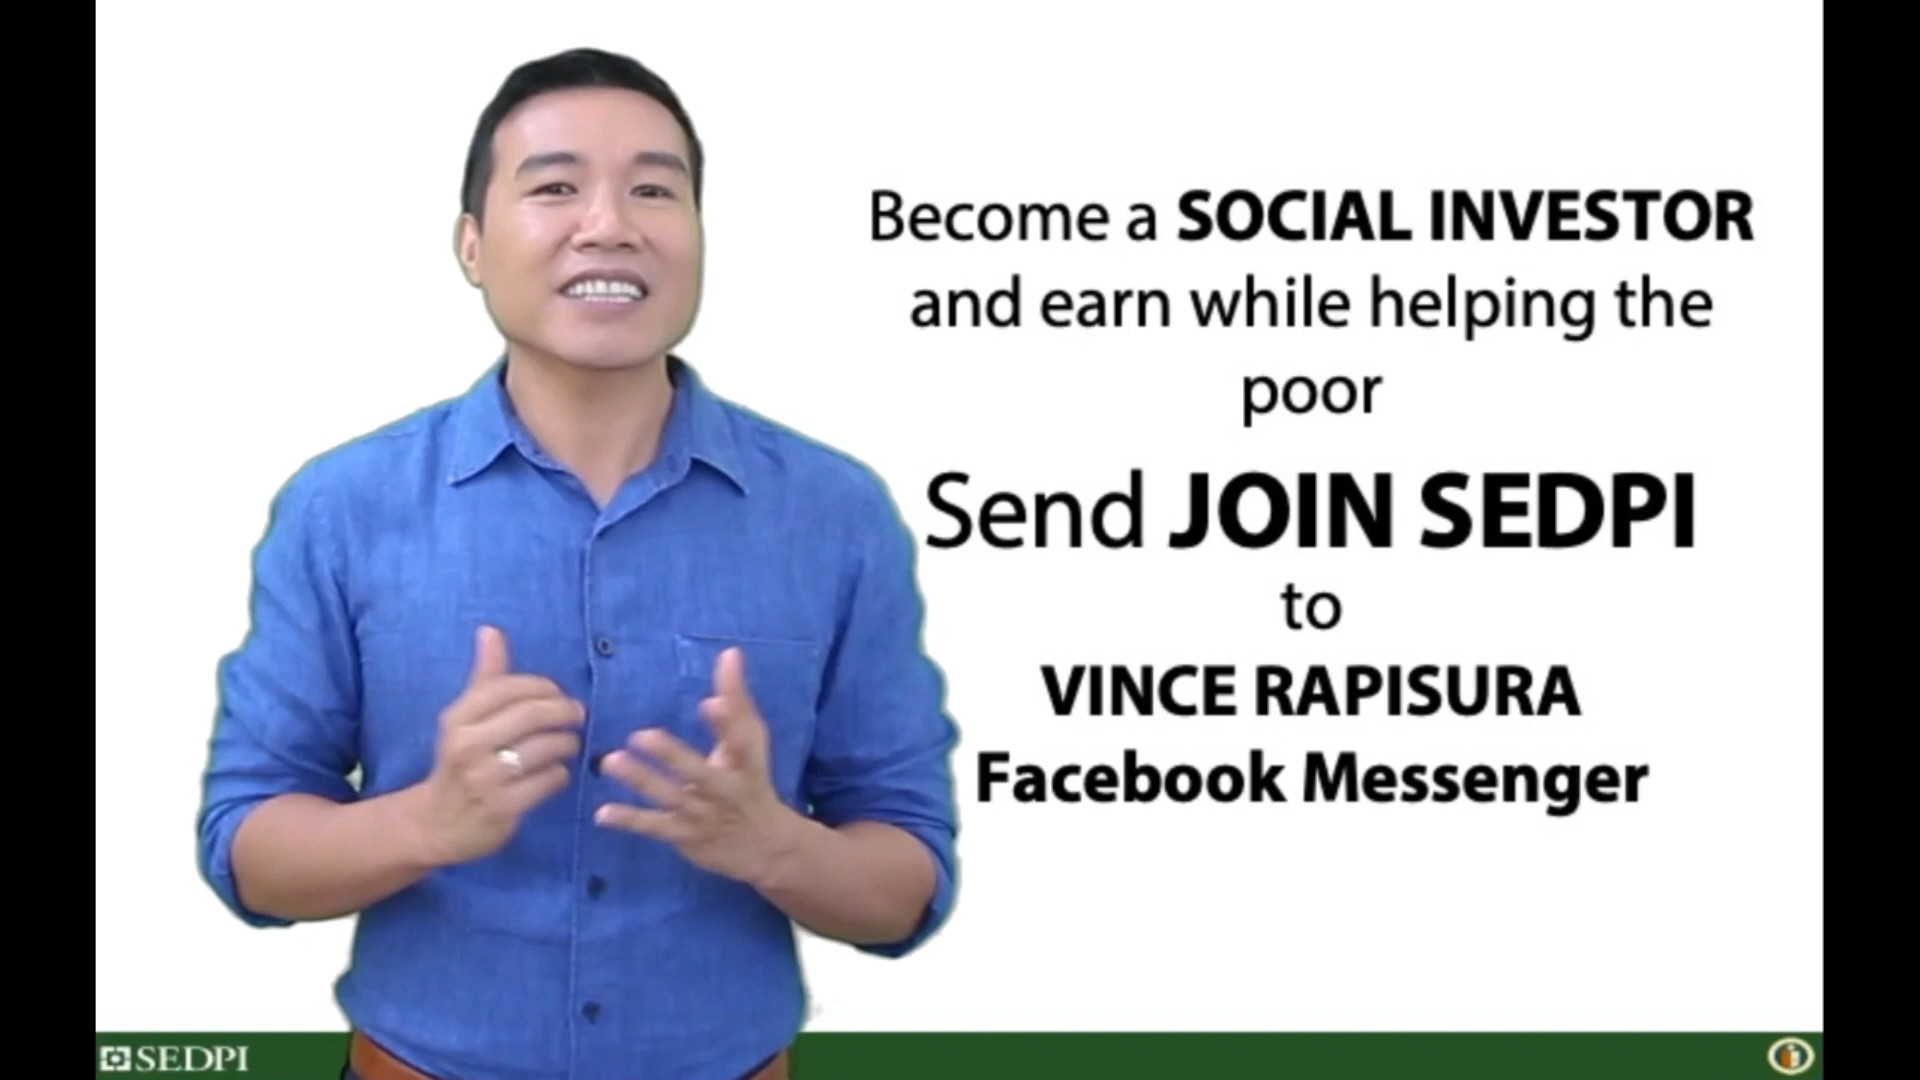 Become a SOCIAL INVESTOR
and earn while helping the
poor
Send JOIN SEDPI
to
VINCE RAPISURA
Facebook Messenger
SEDPI